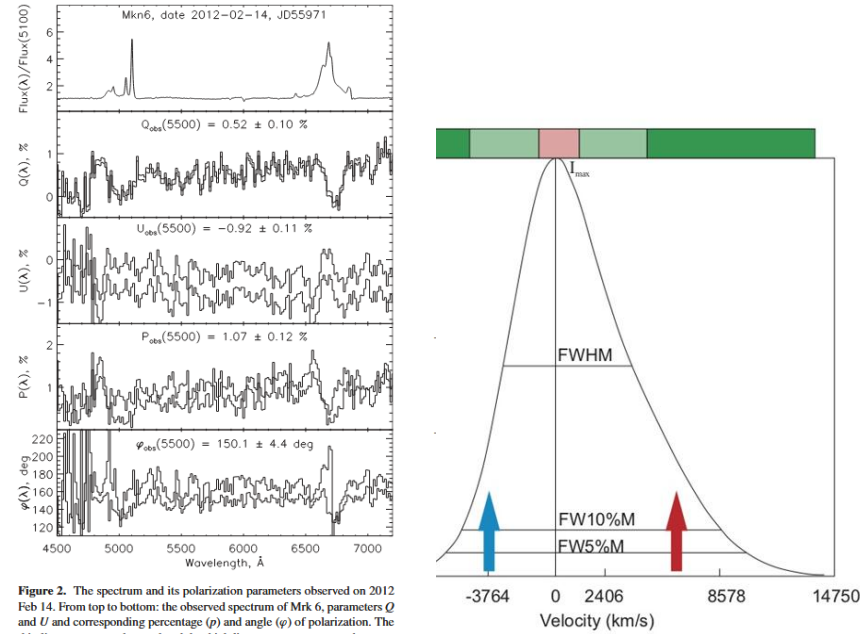 Mkn6, date 2012-02-14, JD55971
Flux(λ)/Flux(5100)
6
4
2
Q_obs(5500) = 0.52 ± 0.10 %
Q(λ), %
1
0
U_obs(5500) = −0.92 ± 0.11 %
U(λ), %
0
−1
P_obs(5500) = 1.07 ± 0.12 %
P(λ), %
2
1
φ_obs(5500) = 150.1 ± 4.4 deg
φ(λ), deg
220
200
180
160
140
120
4500 5000 5500 6000 6500 7000
Wavelength, Å
Figure 2. The spectrum and its polarization parameters observed on 2012
Feb 14. From top to bottom: the observed spectrum of Mrk 6, parameters Q
and U and corresponding percentage (p) and angle (φ) of polarization. The
I_max
FWHM
FW10%M
FW5%M
-3764 0 2406 8578 14750
Velocity (km/s)